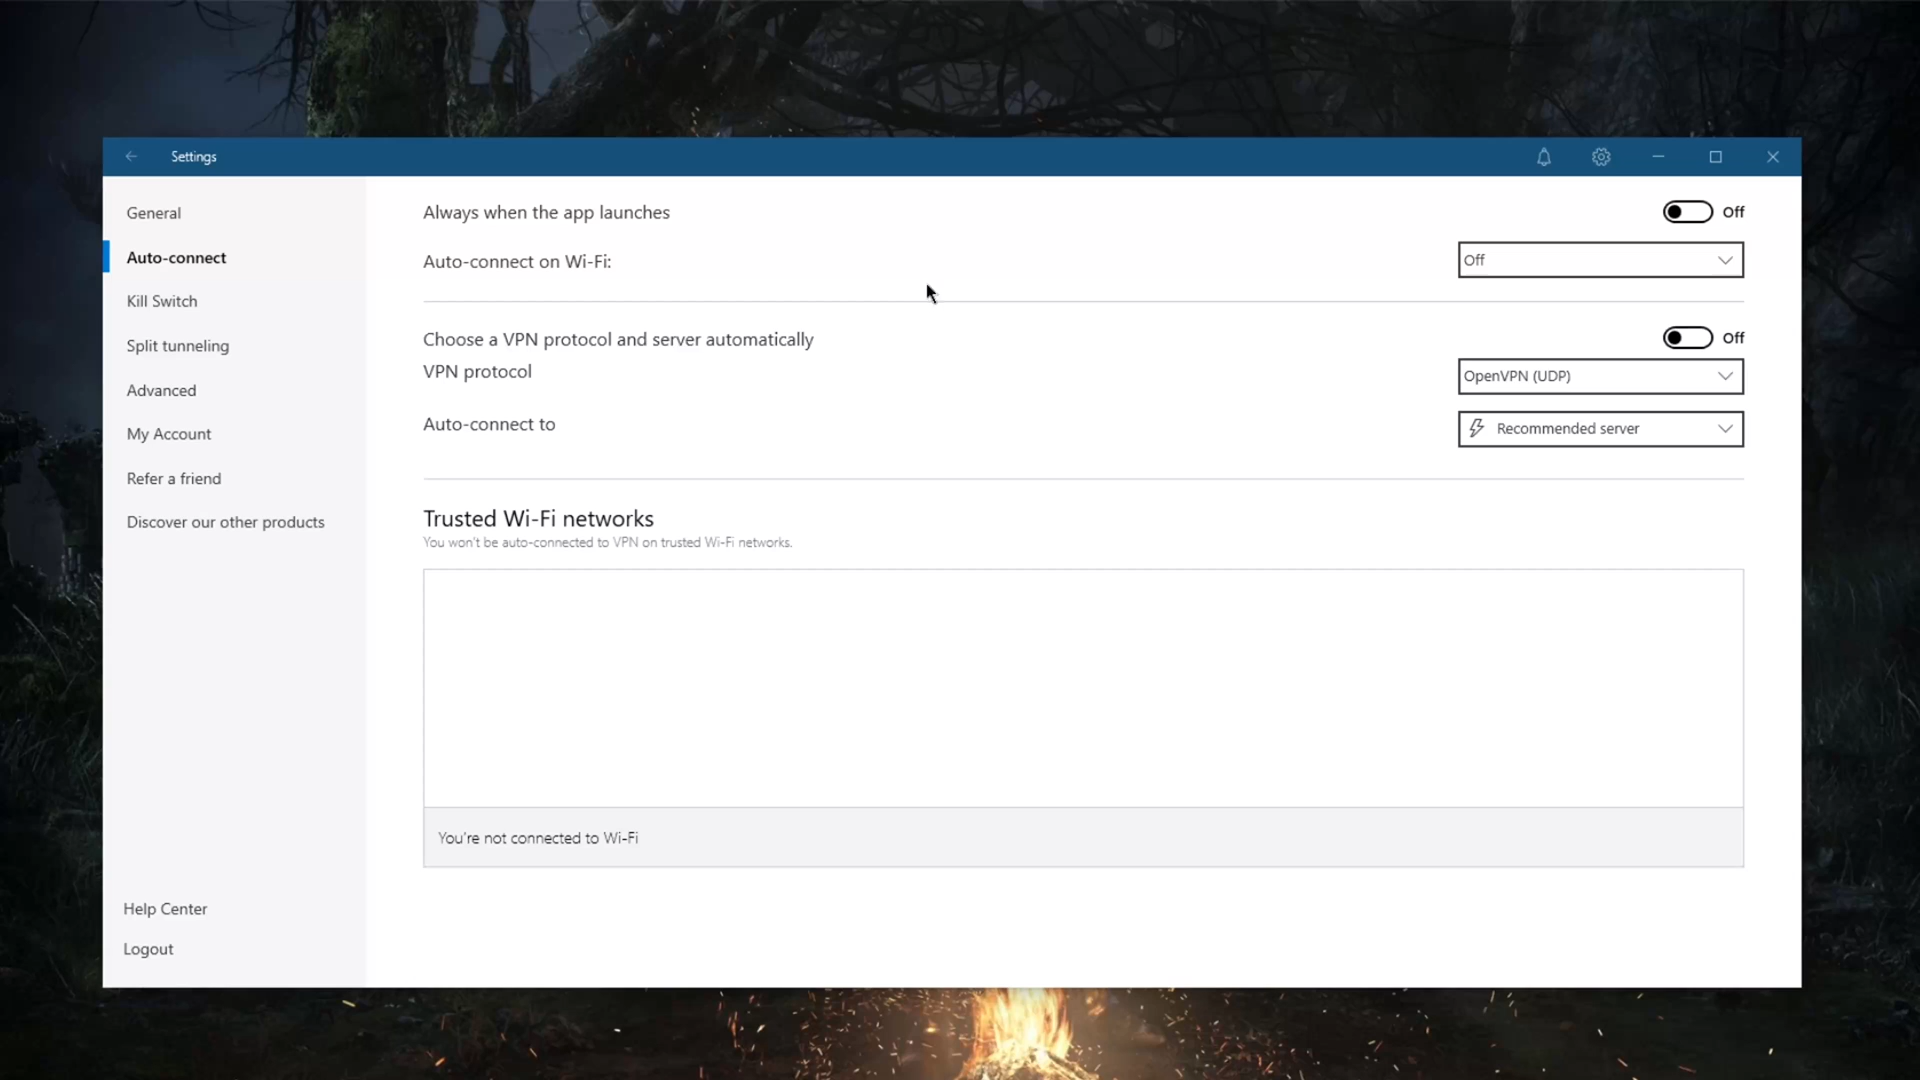 Settings
General
Auto-connect
Kill Switch
Split tunneling
Advanced
My Account
Refer a friend
Discover our other products
Help Center
Logout
Always when the app launches
Off
Auto-connect on Wi-Fi:
Off
Choose a VPN protocol and server automatically
Off
VPN protocol
OpenVPN (UDP)
Auto-connect to
Recommended server
Trusted Wi-Fi networks
You won't be auto-connected to VPN on trusted Wi-Fi networks.
You're not connected to Wi-Fi